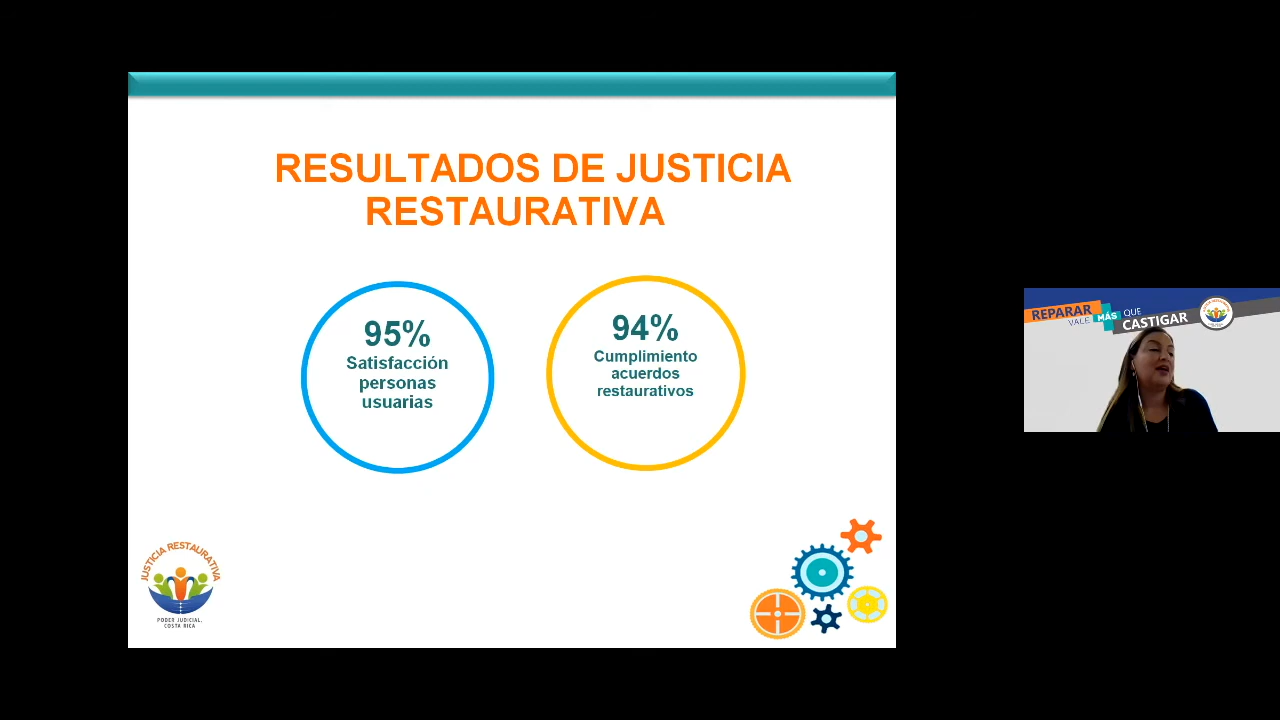 RESULTADOS DE JUSTICIA
RESTAURATIVA
95%
Satisfacción
personas
usuarias
94%
Cumplimiento
acuerdos
restaurativos
JUSTICIA RESTAURATIVA
PODER JUDICIAL,
COSTA RICA
REPARAR
VALE MÁS QUE
CASTIGAR